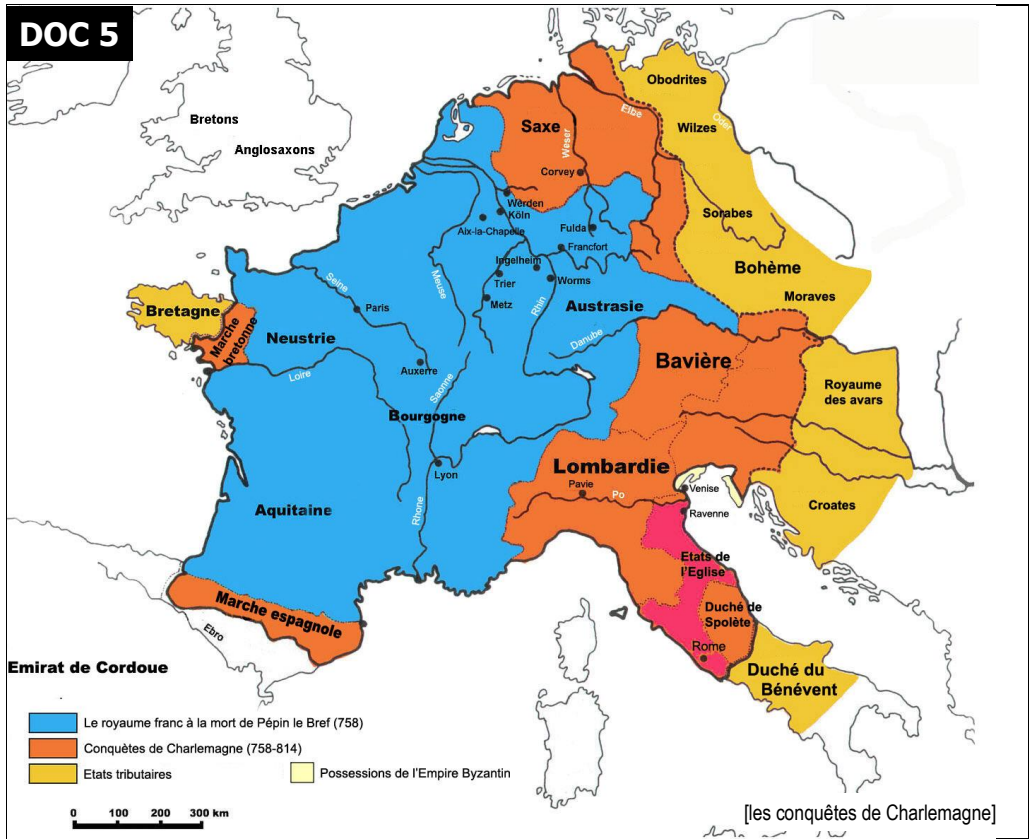 DOC 5
Bretons
Anglosaxons
Obodrites
Elbe
Oder
Wilzes
Saxe
Weser
Corvey
Werden
Köln
Aix-la-Chapelle
Fulda
Francfort
Sorabes
Ingelheim
Trier
Worms
Metz
Meuse
Rhin
Bohème
Moraves
Seine
Paris
Austrasie
Bretagne
Marche
bretonne
Neustrie
Danube
Bavière
Auxerre
Loire
Saonne
Bourgogne
Royaume
des avars
Lombardie
Pavie
Po
Lyon
Venise
Ravenne
Croates
Aquitaine
Rhone
Etats de
l'Eglise
Duché de
Spolète
Rome
Marche espagnole
Ebro
Emirat de Cordoue
Duché du
Bénévent
Le royaume franc à la mort de Pépin le Bref (758)
Conquêtes de Charlemagne (758-814)
Etats tributaires
Possessions de l'Empire Byzantin
0 100 200 300 km
[les conquêtes de Charlemagne]